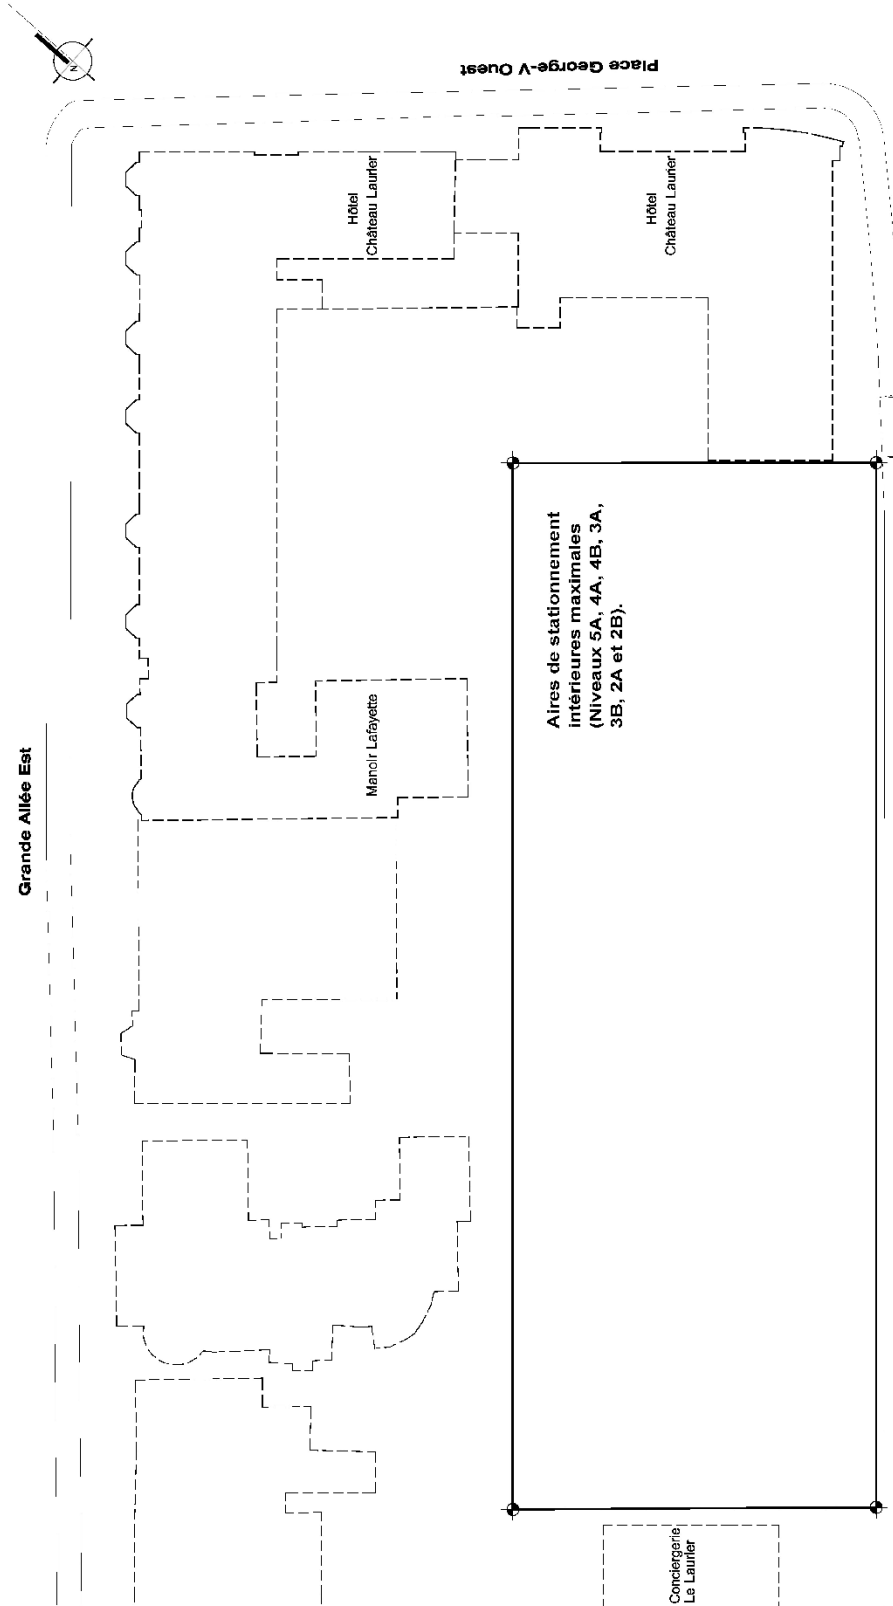 N
Place George-V Ouest
Hôtel
Château Laurier
Hôtel
Château Laurier
Grande Allée Est
Manoir Lafayette
Aires de stationnement
intérieures maximales
(Niveaux 5A, 4A, 4B, 3A,
3B, 2A et 2B).
Conciergerie
Le Laurier